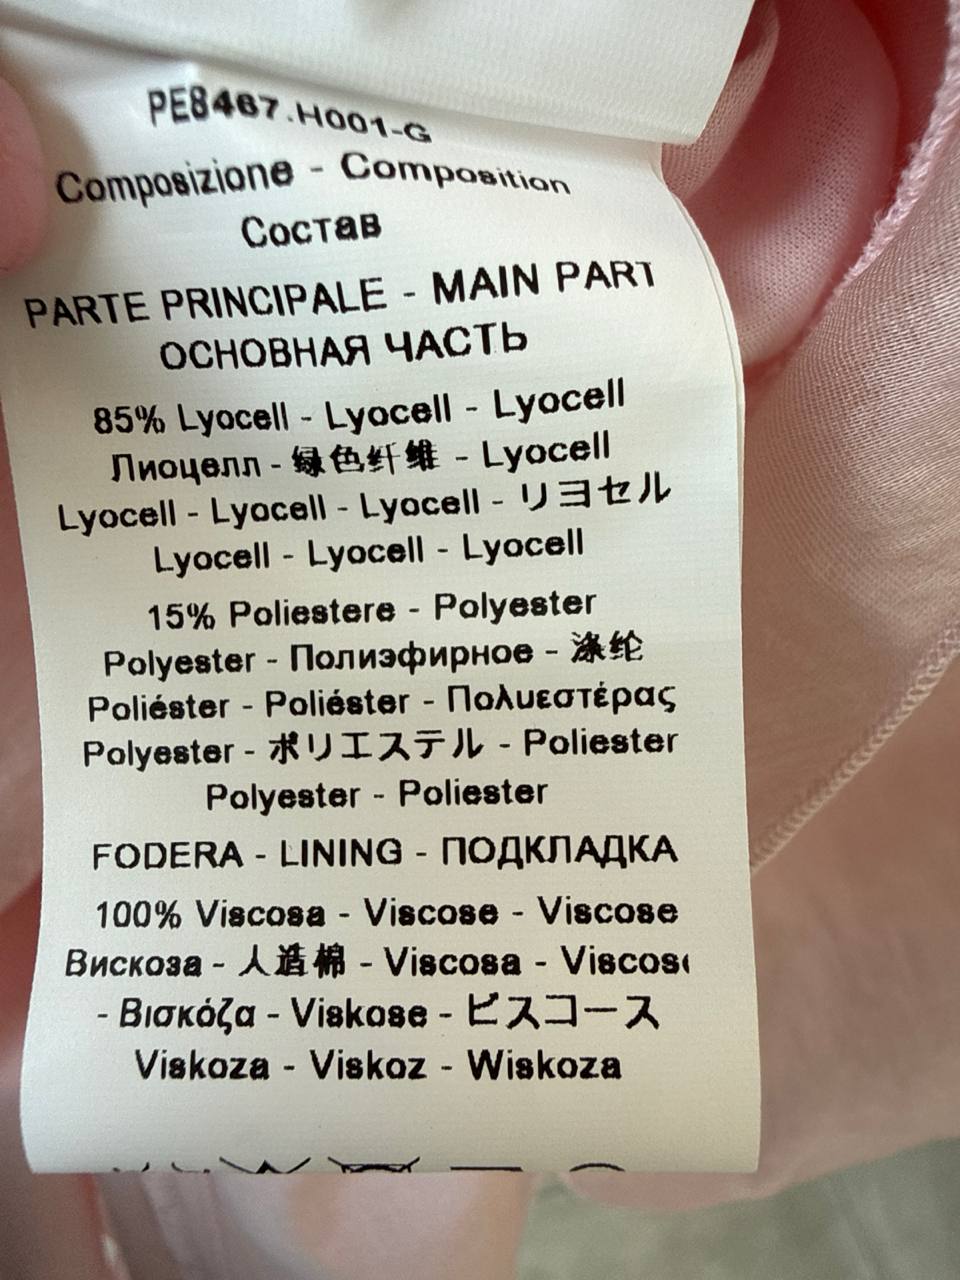 PE8467.H001-G
Composizione - Composition
Состав
PARTE PRINCIPALE - MAIN PART
ОСНОВНАЯ ЧАСТЬ
85% Lyocell - Lyocell - Lyocell
Лиоцелл - 绿色纤维 - Lyocell
Lyocell - Lyocell - Lyocell - リヨセル
Lyocell - Lyocell - Lyocell
15% Poliestere - Polyester
Polyester - Полиэфирное - 涤纶
Poliéster - Poliéster - Πολυεστέρας
Polyester - ポリエステル - Poliester
Polyester - Poliester
FODERA - LINING - ПОДКЛАДКА
100% Viscosa - Viscose - Viscose
Вискоза - 人造棉 - Viscosa -
- Βισκόζα - Viskose - ビスコース
Viskoza - Viskoz - Wiskoza